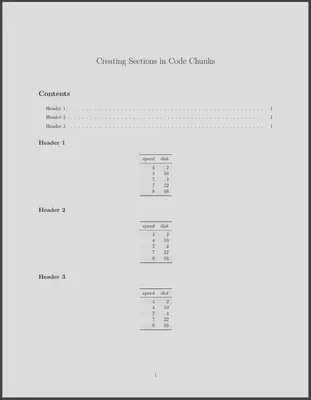 Creating Sections in Code Chunks
Contents
Header 1 . . . . . . . . . . . . . . . . . . . . . . . . . . . . . . . . . . . . . . . . 1
Header 2 . . . . . . . . . . . . . . . . . . . . . . . . . . . . . . . . . . . . . . . . 1
Header 3 . . . . . . . . . . . . . . . . . . . . . . . . . . . . . . . . . . . . . . . . 1
Header 1
speed dist
4 2
4 10
7 4
7 22
8 16
Header 2
speed dist
4 2
4 10
7 4
7 22
8 16
Header 3
speed dist
4 2
4 10
7 4
7 22
8 16
1